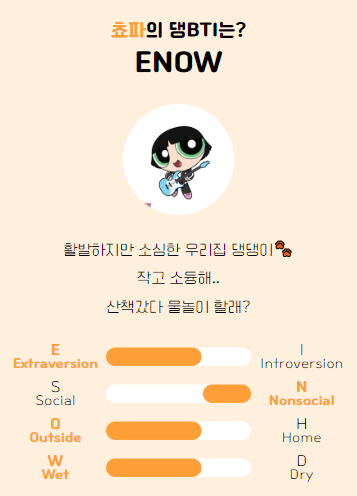 쵸파의 댕BTI는?
ENOW
활발하지만 소심한 우리집 댕댕이🐾
작고 소듕해..
산책갔다 물놀이 할래?
E I
Extraversion Introversion
S N
Social Nonsocial
O H
Outside Home
W D
Wet Dry